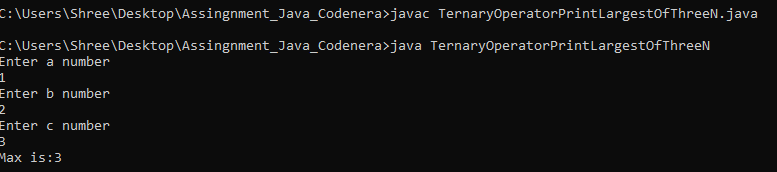 C:\Users\Shree\Desktop\Assingnment_Java_Codenera>javac TernaryOperatorPrintLargestOfThreeN.java
C:\Users\Shree\Desktop\Assingnment_Java_Codenera>java TernaryOperatorPrintLargestOfThreeN
Enter a number
1
Enter b number
2
Enter c number
3
Max is:3